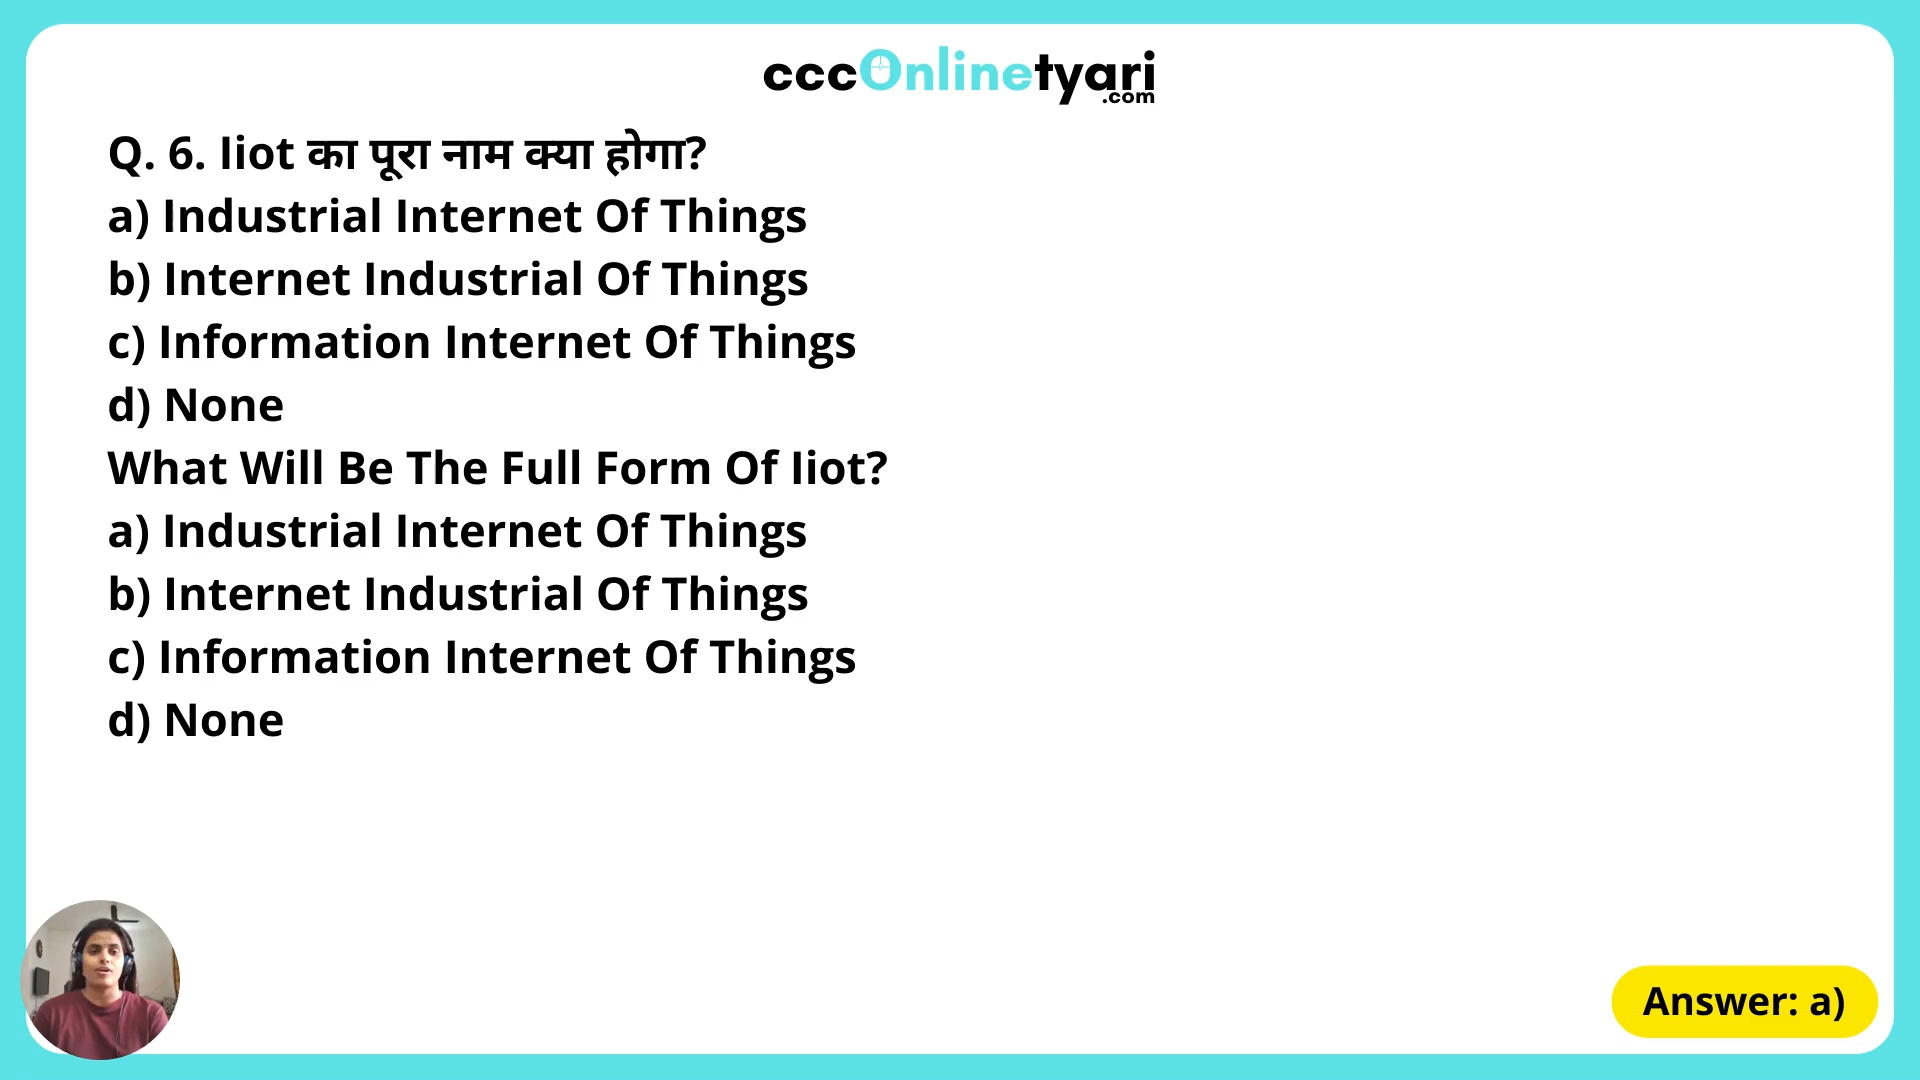 cccOnlinetyari
.com
Q. 6. Iiot का पूरा नाम क्या होगा?
a) Industrial Internet Of Things
b) Internet Industrial Of Things
c) Information Internet Of Things
d) None
What Will Be The Full Form Of Iiot?
a) Industrial Internet Of Things
b) Internet Industrial Of Things
c) Information Internet Of Things
d) None
Answer: a)